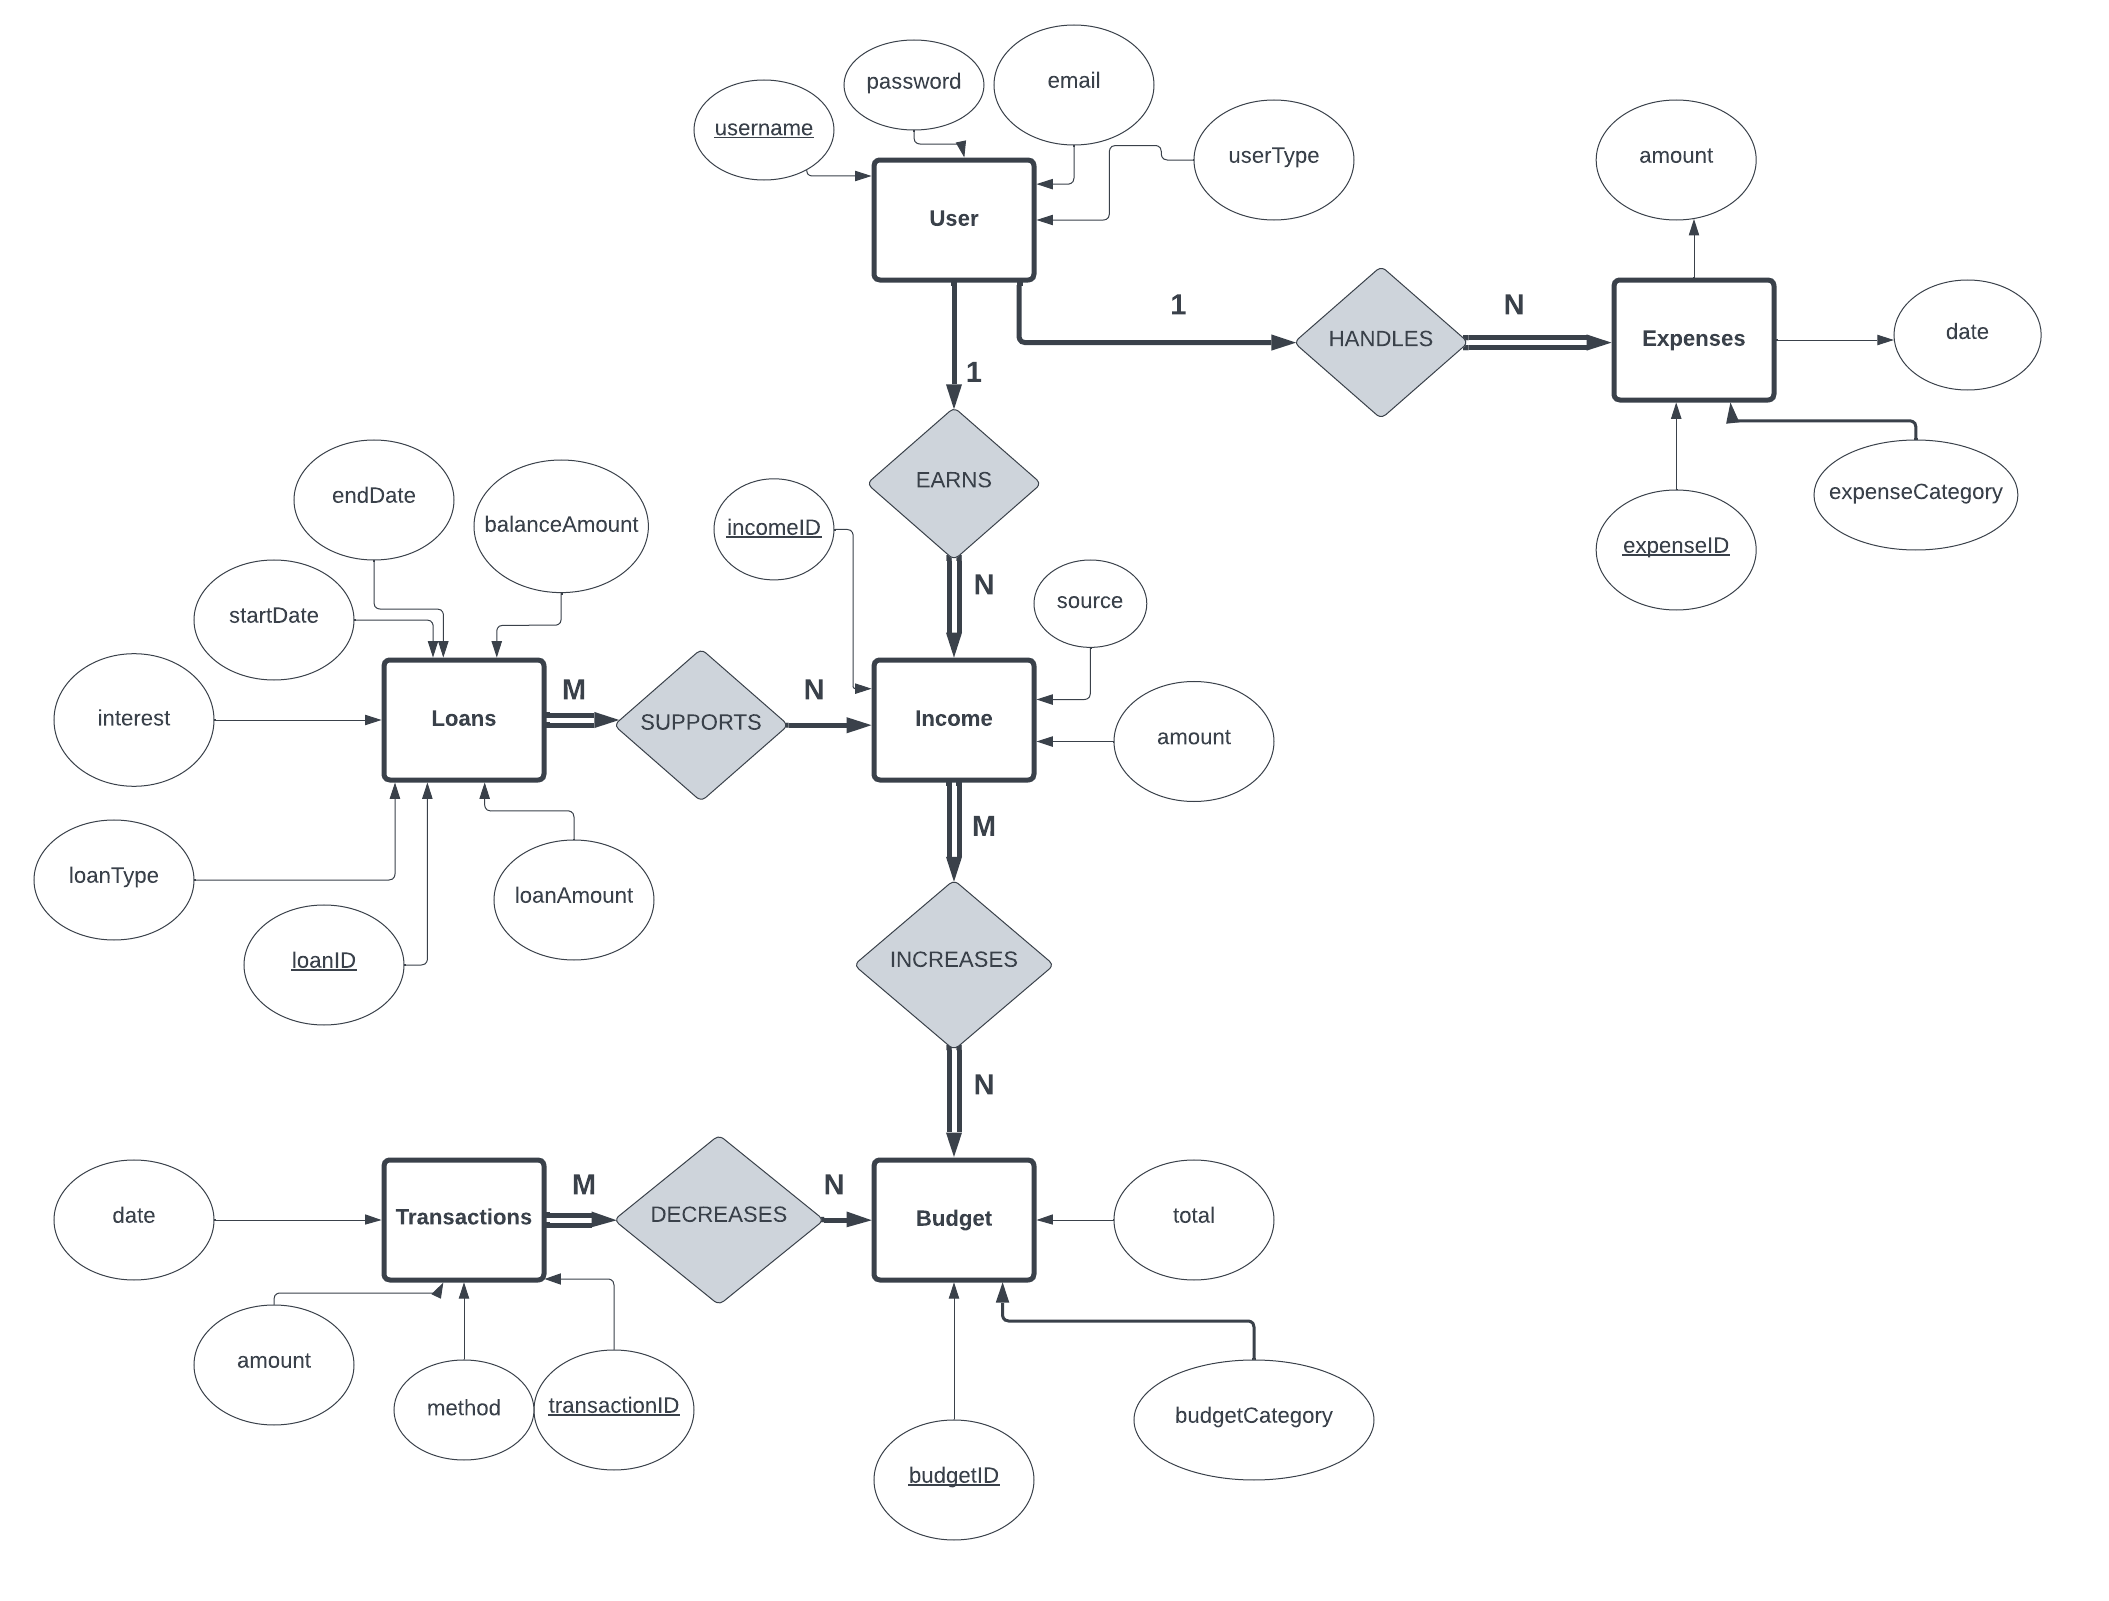 email
password
username
userType
amount
User
1
N
HANDLES
Expenses
date
1
EARNS
endDate
balanceAmount
incomeID
expenseCategory
expenseID
N
source
startDate
M
N
interest
Loans
SUPPORTS
Income
amount
M
loanType
loanAmount
loanID
INCREASES
N
M
N
date
Transactions
DECREASES
Budget
total
amount
method
transactionID
budgetCategory
budgetID